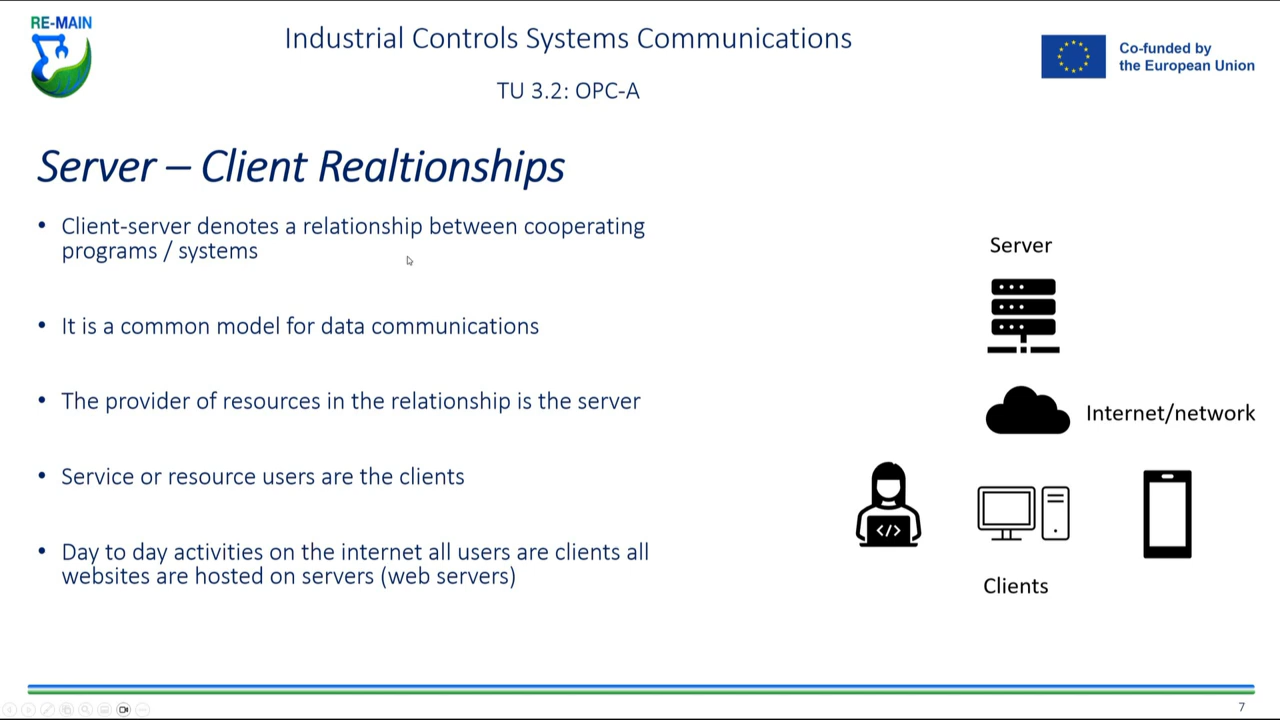 RE-MAIN
Industrial Controls Systems Communications
TU 3.2: OPC-A
Co-funded by
the European Union
Server – Client Realtionships
• Client-server denotes a relationship between cooperating
programs / systems
• It is a common model for data communications
• The provider of resources in the relationship is the server
• Service or resource users are the clients
• Day to day activities on the internet all users are clients all
websites are hosted on servers (web servers)
Server
Internet/network
</>
Clients
7